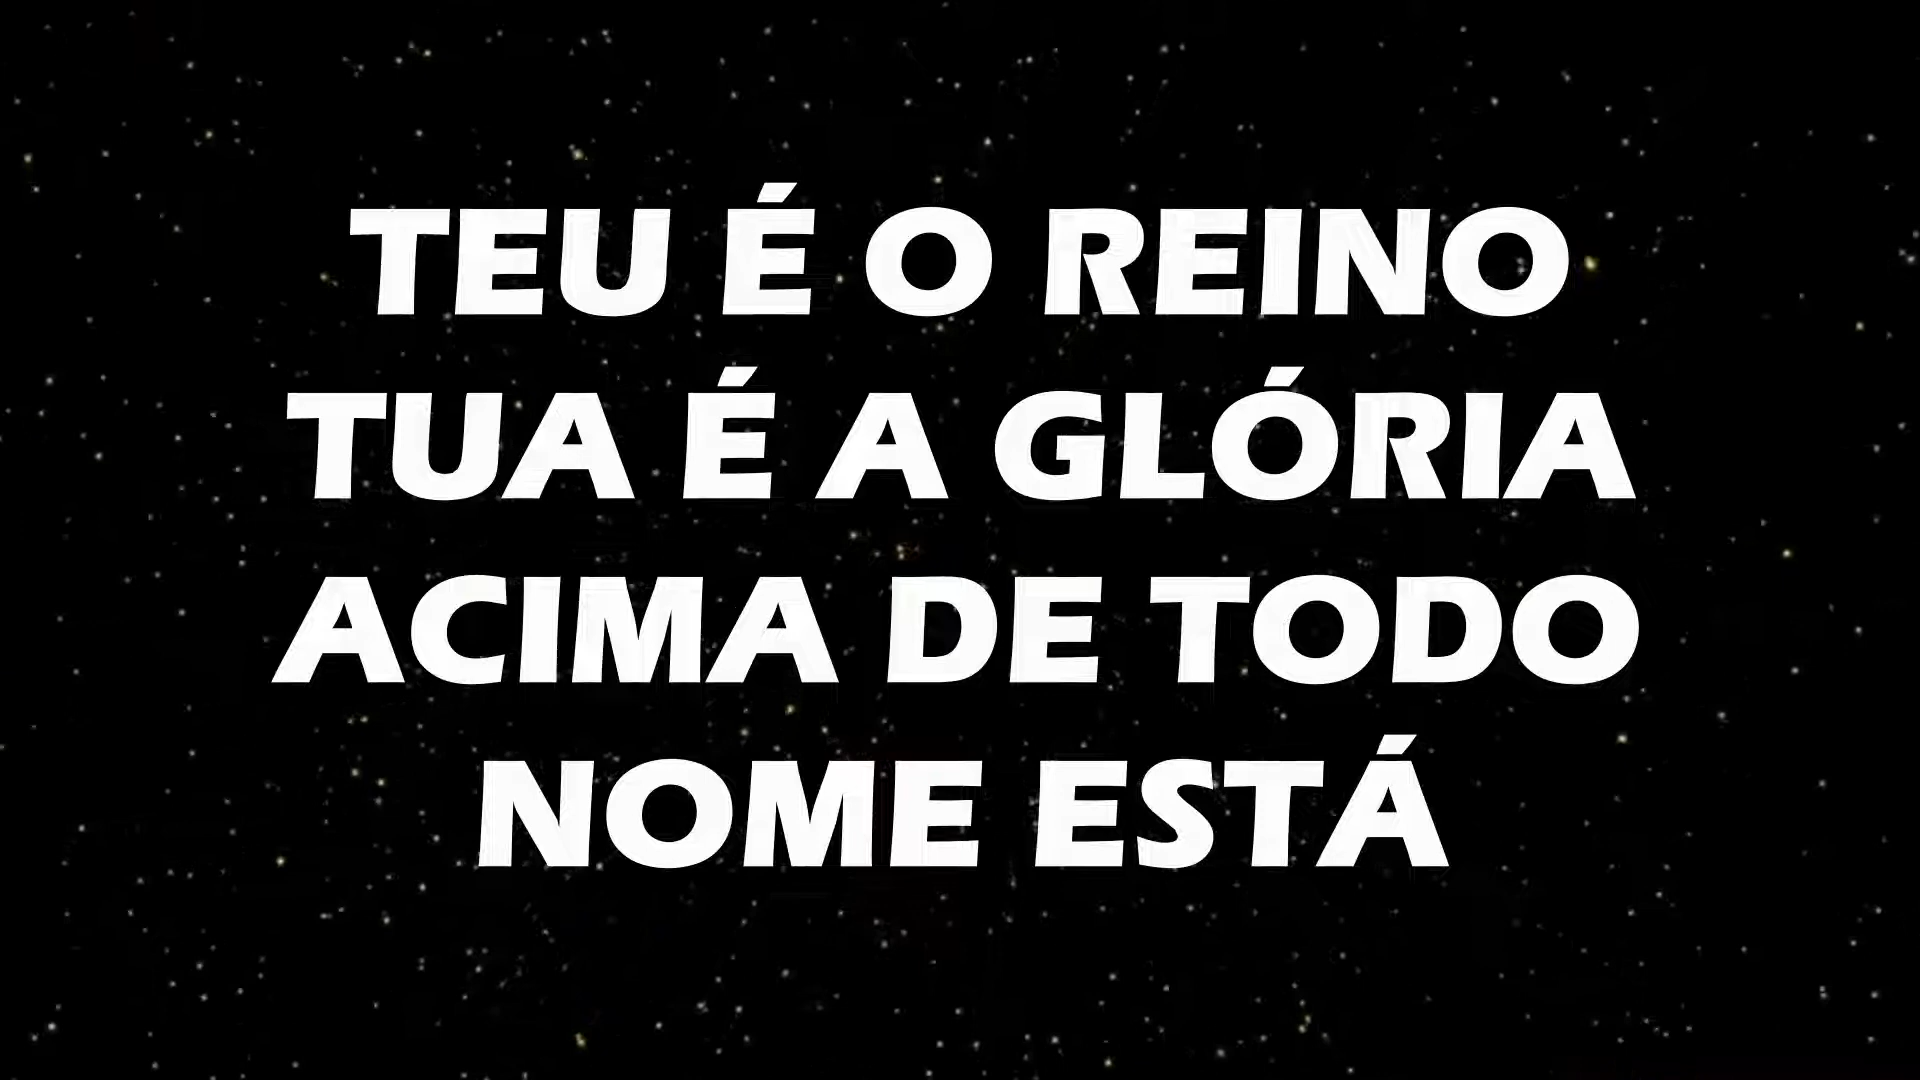 TEU É O REINO
TUA É A GLÓRIA
ACIMA DE TODO
NOME ESTÁ